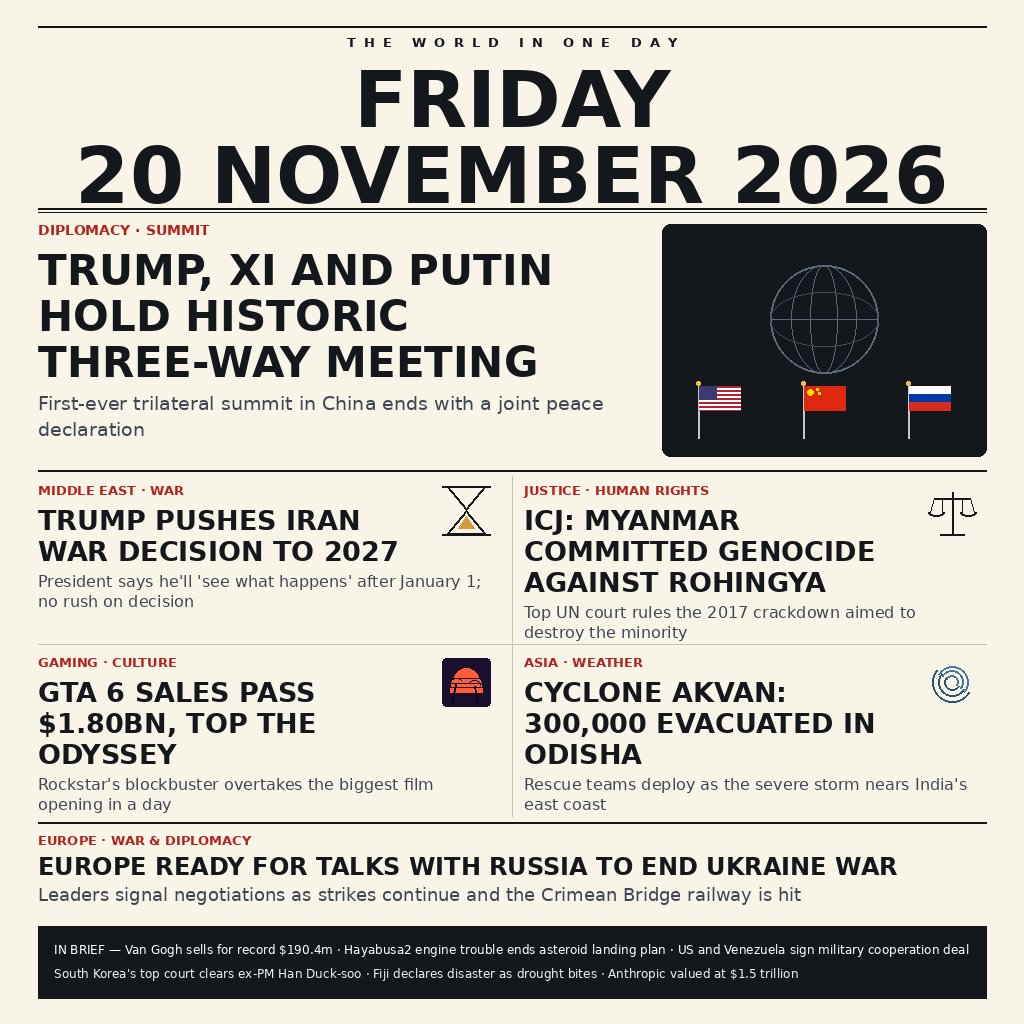 THE WORLD IN ONE DAY
FRIDAY
20 NOVEMBER 2026
DIPLOMACY · SUMMIT
TRUMP, XI AND PUTIN
HOLD HISTORIC
THREE-WAY MEETING
First-ever trilateral summit in China ends with a joint peace
declaration
MIDDLE EAST · WAR
TRUMP PUSHES IRAN
WAR DECISION TO 2027
President says he'll 'see what happens' after January 1;
no rush on decision
JUSTICE · HUMAN RIGHTS
ICJ: MYANMAR
COMMITTED GENOCIDE
AGAINST ROHINGYA
Top UN court rules the 2017 crackdown aimed to
destroy the minority
GAMING · CULTURE
GTA 6 SALES PASS
$1.80BN, TOP THE
ODYSSEY
Rockstar's blockbuster overtakes the biggest film
opening in a day
ASIA · WEATHER
CYCLONE AKVAN:
300,000 EVACUATED IN
ODISHA
Rescue teams deploy as the severe storm nears India's
east coast
EUROPE · WAR & DIPLOMACY
EUROPE READY FOR TALKS WITH RUSSIA TO END UKRAINE WAR
Leaders signal negotiations as strikes continue and the Crimean Bridge railway is hit
IN BRIEF — Van Gogh sells for record $190.4m · Hayabusa2 engine trouble ends asteroid landing plan · US and Venezuela sign military cooperation deal
South Korea's top court clears ex-PM Han Duck-soo · Fiji declares disaster as drought bites · Anthropic valued at $1.5 trillion